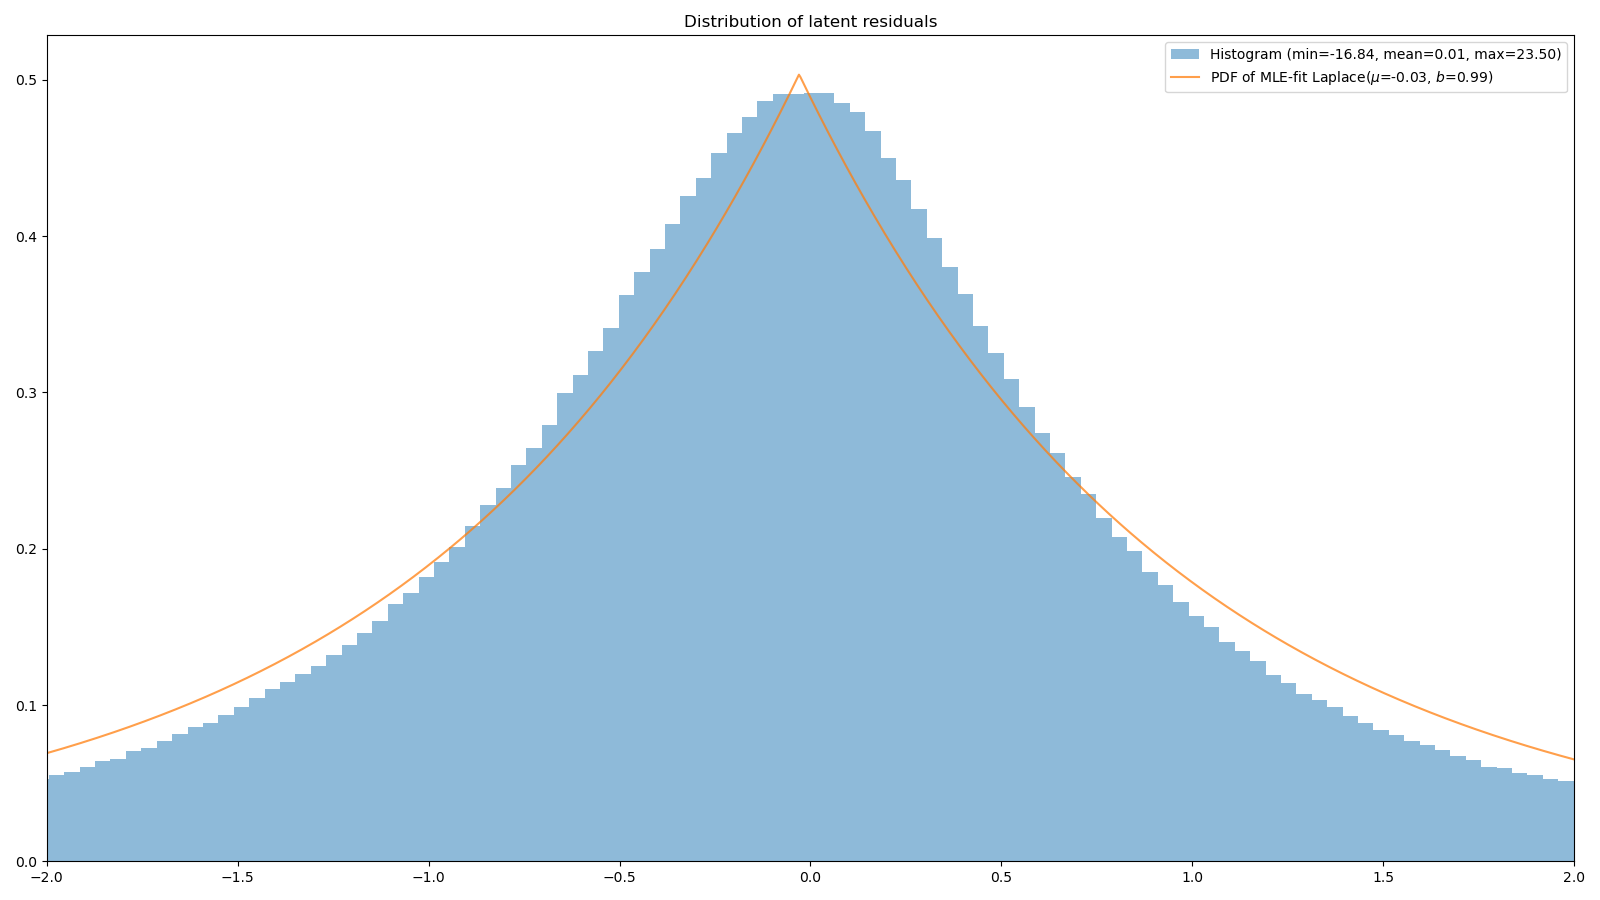 Distribution of latent residuals
Histogram (min=-16.84, mean=0.01, max=23.50)
PDF of MLE-fit Laplace(μ=-0.03, b=0.99)
0.5
0.4
0.3
0.2
0.1
0.0
−2.0 −1.5 −1.0 −0.5 0.0 0.5 1.0 1.5 2.0